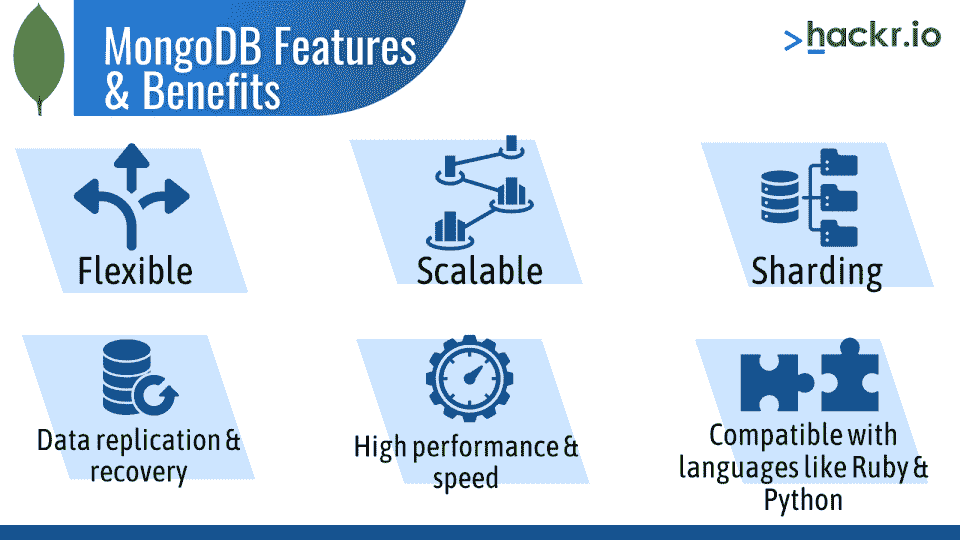 MongoDB Features
& Benefits
>hackr.io
Flexible
Scalable
Sharding
Data replication &
recovery
High performance &
speed
Compatible with
languages like Ruby &
Python